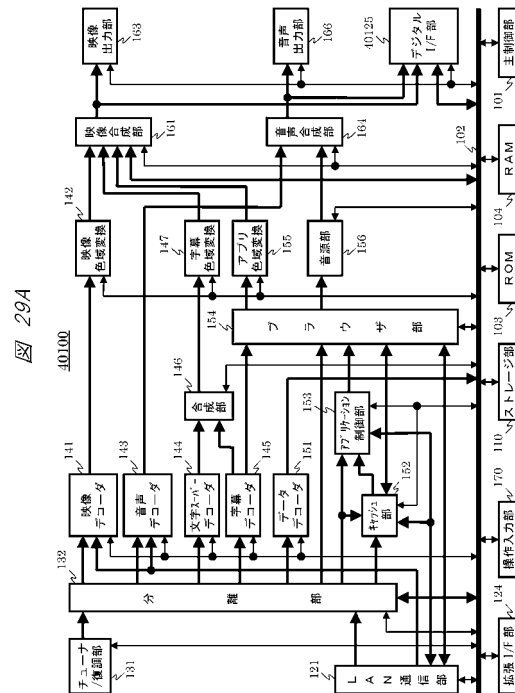 図 29A
40100
チューナ
/復調部
131
LAN通信部
121
分離部
132
映像
デコーダ
141
音声
デコーダ
143
文字スーパー
デコーダ
144
字幕
デコーダ
145
データ
デコーダ
151
キャッシュ
部
152
アプリケーション
制御部
153
合成部
146
ブラウザ部
154
映像
色域変換
142
字幕
色域変換
147
アプリ
色域変換
155
音源部
156
映像合成部
161
音声合成部
164
映像
出力部
163
音声
出力部
166
デジタル
I/F部
40125
拡張I/F部
124
操作入力部
170
ストレージ部
110
ROM
103
RAM
104
主制御部
101
102